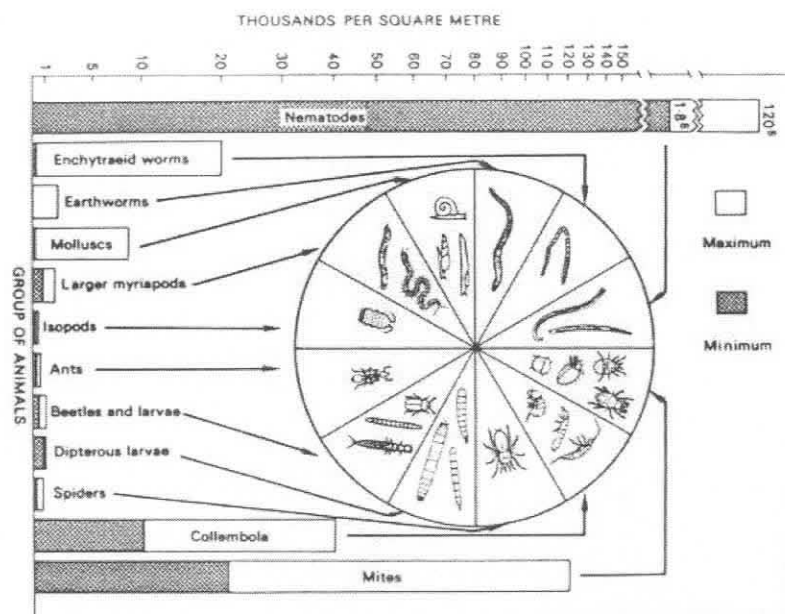 THOUSANDS PER SQUARE METRE
1 5 10 20 30 40 50 60 70 80 90 100 110 120 130 140 150
Nematodes
1·8⁶
120⁶
Enchytraeid worms
Earthworms
Molluscs
Larger myriapods
Isopods
Ants
Beetles and larvae
Dipterous larvae
Spiders
Collembola
Mites
GROUP OF ANIMALS
Maximum
Minimum